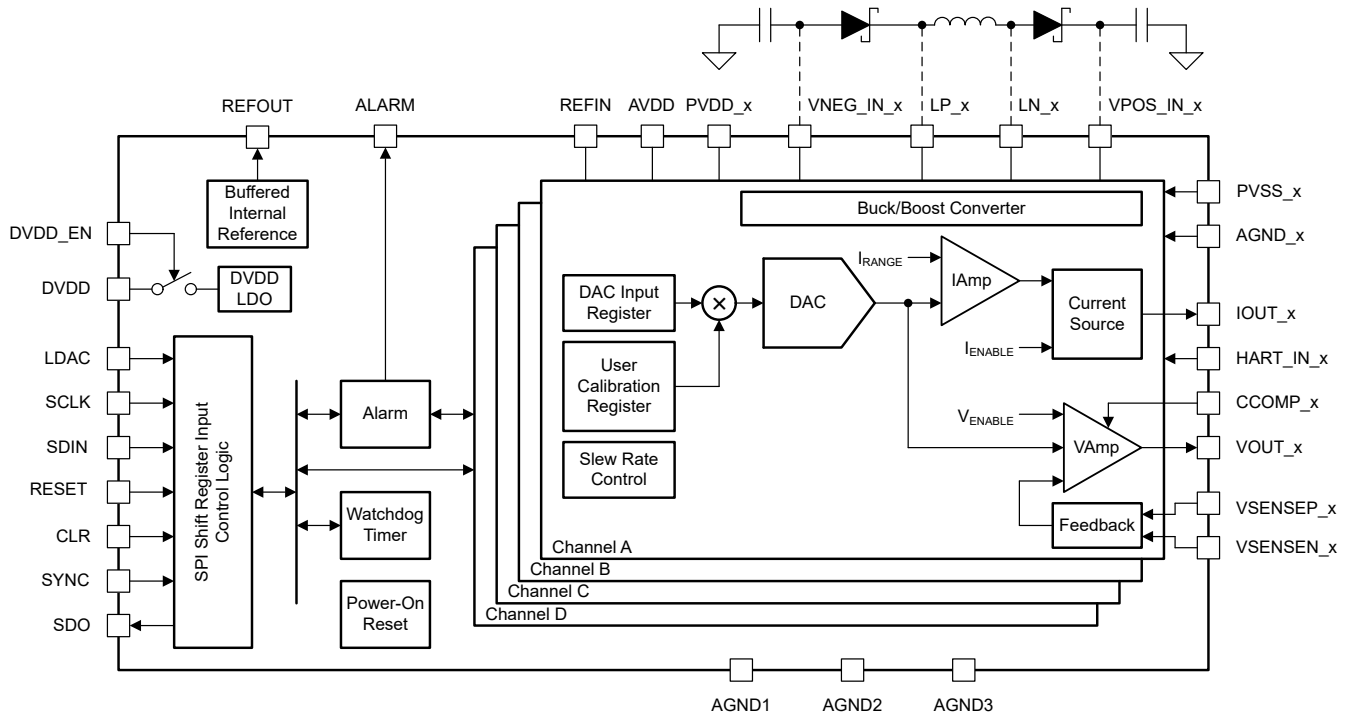 REFOUT
ALARM
REFIN
AVDD
PVDD_x
VNEG_IN_x
LP_x
LN_x
VPOS_IN_x
Buffered
Internal
Reference
Buck/Boost Converter
PVSS_x
AGND_x
DVDD_EN
DVDD
DVDD
LDO
IRANGE
IAmp
DAC Input
Register
×
DAC
Current
Source
IOUT_x
IENABLE
HART_IN_x
LDAC
SCLK
SDIN
RESET
CLR
SYNC
SDO
SPI Shift Register Input
Control Logic
Alarm
User
Calibration
Register
CCOMP_x
VENABLE
VAmp
VOUT_x
Slew Rate
Control
Watchdog
Timer
Feedback
VSENSEP_x
VSENSEN_x
Power-On
Reset
Channel A
Channel B
Channel C
Channel D
AGND1
AGND2
AGND3